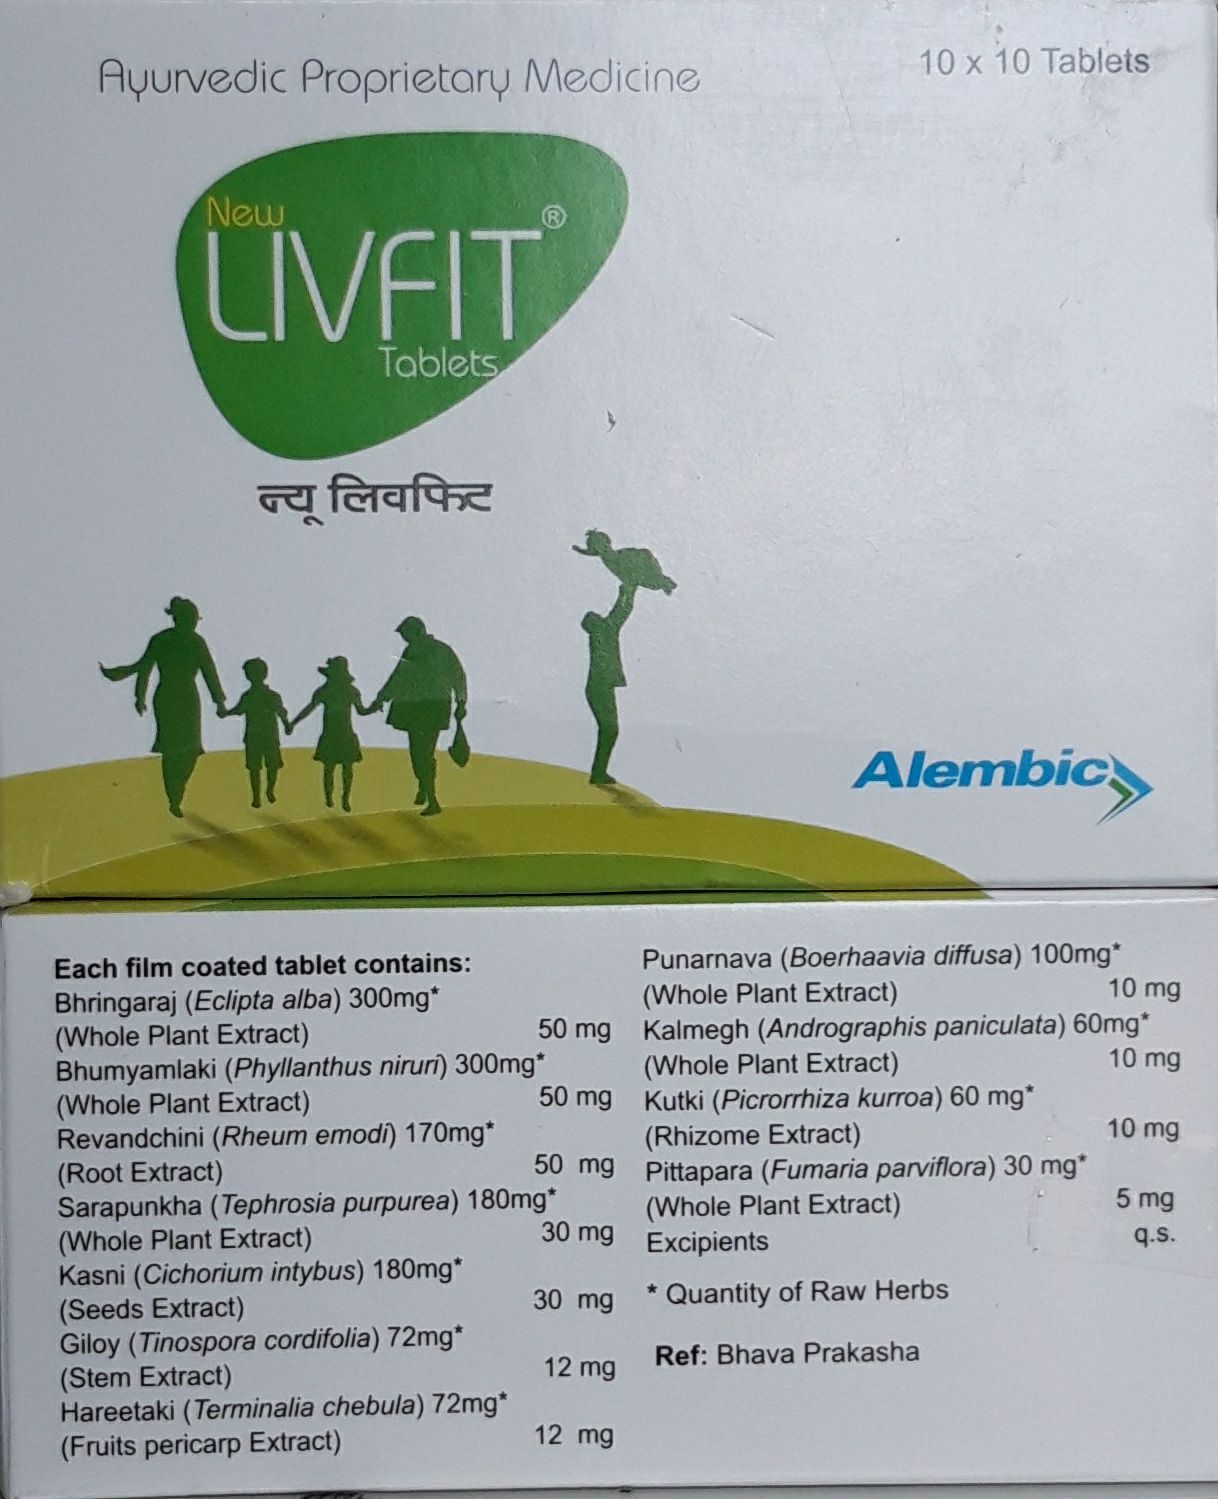 Ayurvedic Proprietary Medicine
10 x 10 Tablets
New
LIVFIT®
Tablets
न्यू लिवफिट
Alembic
Each film coated tablet contains:
Bhringaraj (Eclipta alba) 300mg*
(Whole Plant Extract) 50 mg
Bhumyamlaki (Phyllanthus niruri) 300mg*
(Whole Plant Extract) 50 mg
Revandchini (Rheum emodi) 170mg*
(Root Extract) 50 mg
Sarapunkha (Tephrosia purpurea) 180mg*
(Whole Plant Extract) 30 mg
Kasni (Cichorium intybus) 180mg*
(Seeds Extract) 30 mg
Giloy (Tinospora cordifolia) 72mg*
(Stem Extract) 12 mg
Hareetaki (Terminalia chebula) 72mg*
(Fruits pericarp Extract) 12 mg
Punarnava (Boerhaavia diffusa) 100mg*
(Whole Plant Extract) 10 mg
Kalmegh (Andrographis paniculata) 60mg*
(Whole Plant Extract) 10 mg
Kutki (Picrorrhiza kurroa) 60 mg*
(Rhizome Extract) 10 mg
Pittapara (Fumaria parviflora) 30 mg*
(Whole Plant Extract) 5 mg
Excipients q.s.
* Quantity of Raw Herbs
Ref: Bhava Prakasha